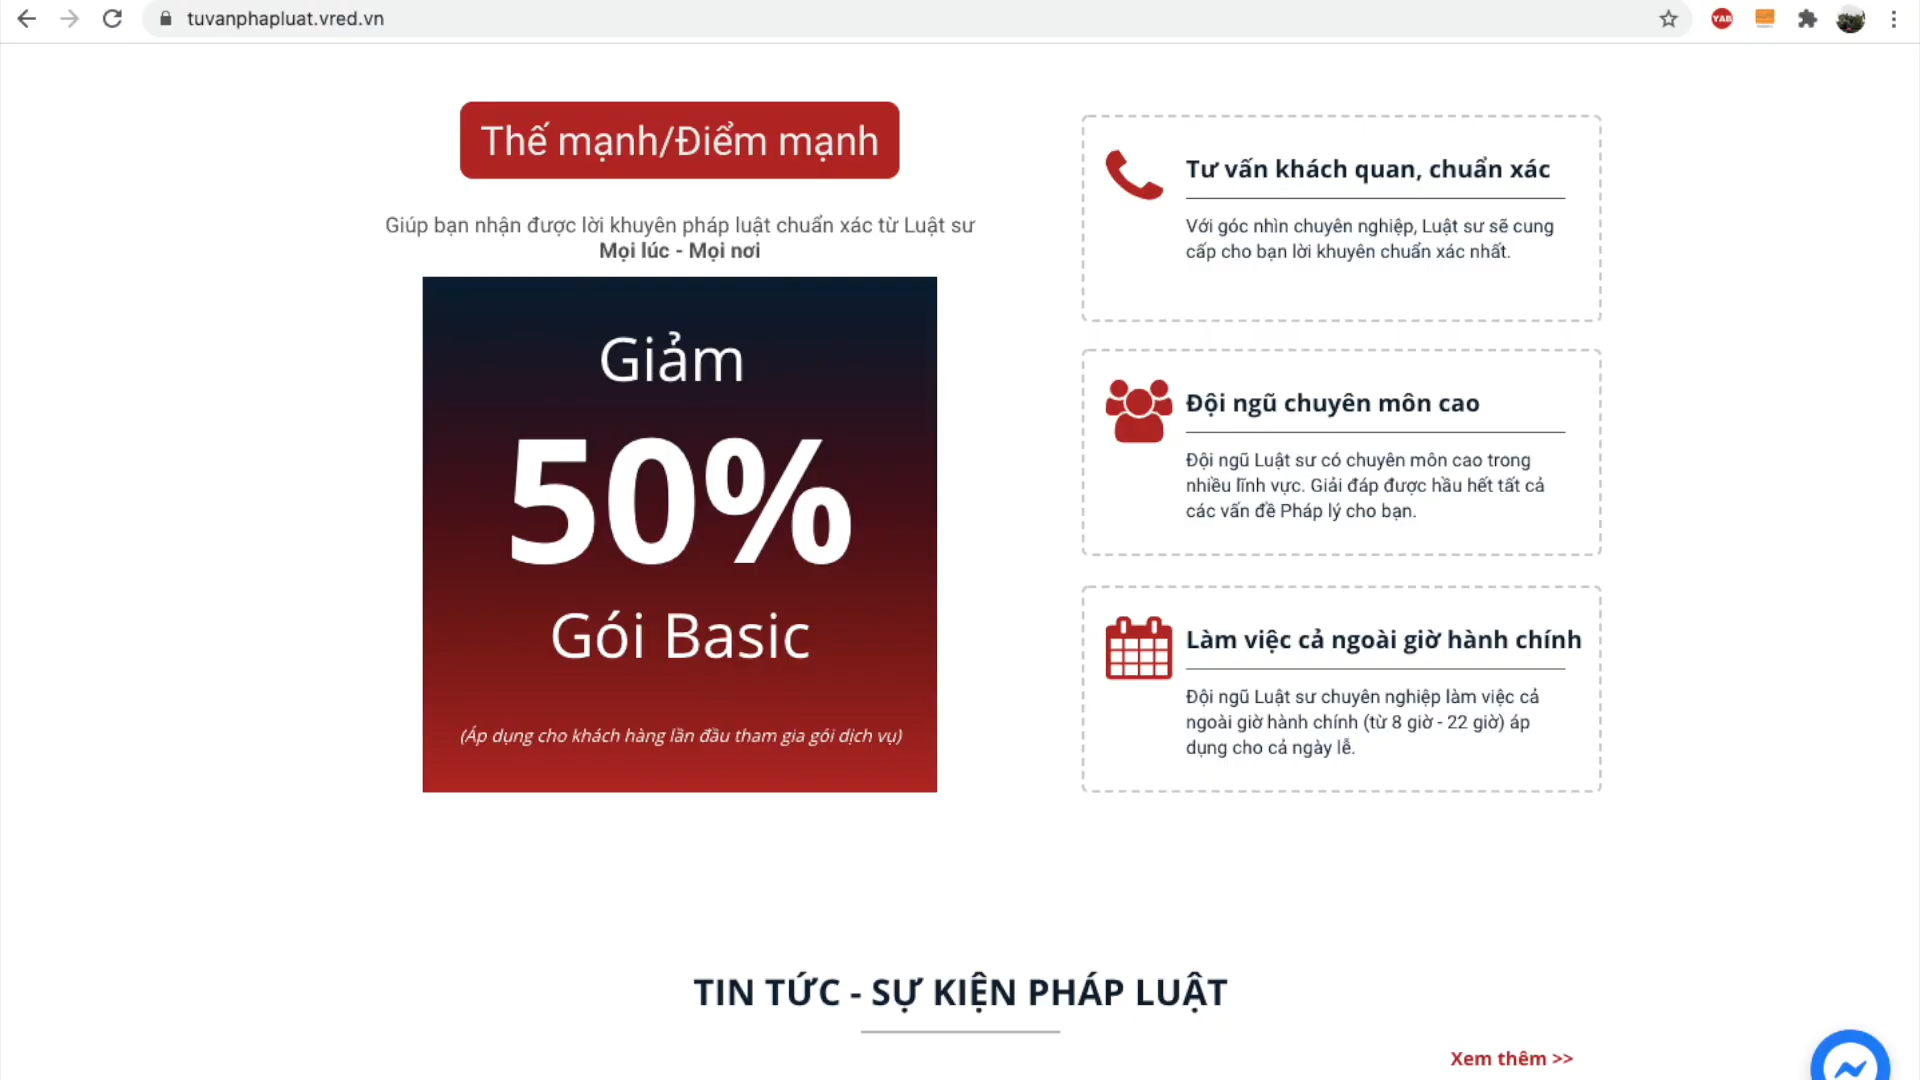 tuvanphapluat.vred.vn
YAB
Thế mạnh/Điểm mạnh
Giúp bạn nhận được lời khuyên pháp luật chuẩn xác từ Luật sư
Mọi lúc - Mọi nơi
Giảm
50%
Gói Basic
(Áp dụng cho khách hàng lần đầu tham gia gói dịch vụ)
Tư vấn khách quan, chuẩn xác
Với góc nhìn chuyên nghiệp, Luật sư sẽ cung
cấp cho bạn lời khuyên chuẩn xác nhất.
Đội ngũ chuyên môn cao
Đội ngũ Luật sư có chuyên môn cao trong
nhiều lĩnh vực. Giải đáp được hầu hết tất cả
các vấn đề Pháp lý cho bạn.
Làm việc cả ngoài giờ hành chính
Đội ngũ Luật sư chuyên nghiệp làm việc cả
ngoài giờ hành chính (từ 8 giờ - 22 giờ) áp
dụng cho cả ngày lễ.
TIN TỨC - SỰ KIỆN PHÁP LUẬT
Xem thêm >>